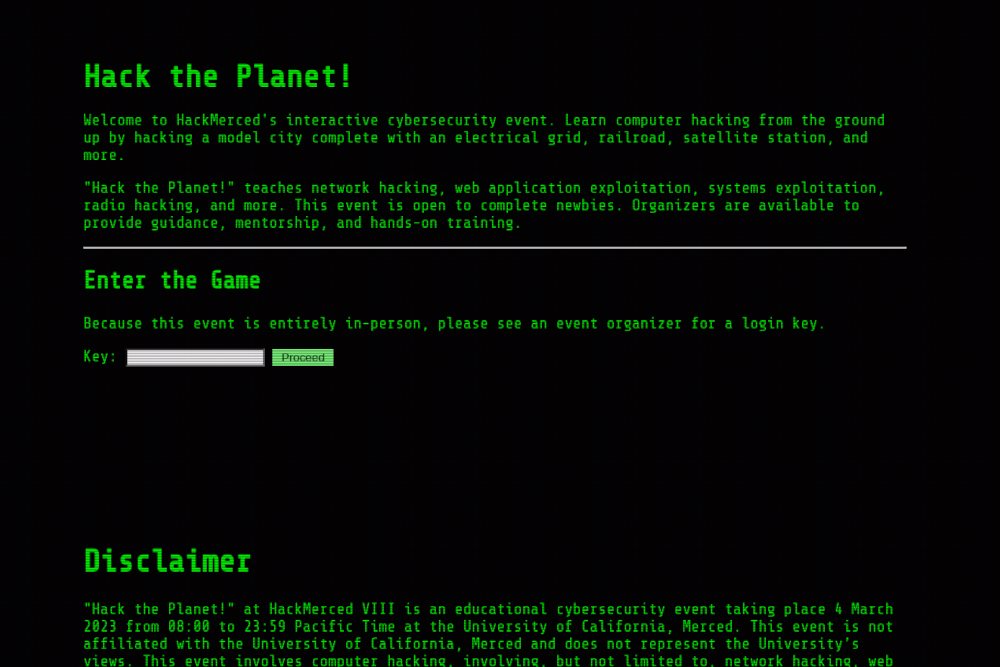 Hack the Planet!
Welcome to HackMerced's interactive cybersecurity event. Learn computer hacking from the ground
up by hacking a model city complete with an electrical grid, railroad, satellite station, and
more.
"Hack the Planet!" teaches network hacking, web application exploitation, systems exploitation,
radio hacking, and more. This event is open to complete newbies. Organizers are available to
provide guidance, mentorship, and hands-on training.
Enter the Game
Because this event is entirely in-person, please see an event organizer for a login key.
Key: Proceed
Disclaimer
"Hack the Planet!" at HackMerced VIII is an educational cybersecurity event taking place 4 March
2023 from 08:00 to 23:59 Pacific Time at the University of California, Merced. This event is not
affiliated with the University of California, Merced and does not represent the University's
views. This event involves computer hacking, involving, but not limited to, network hacking, web